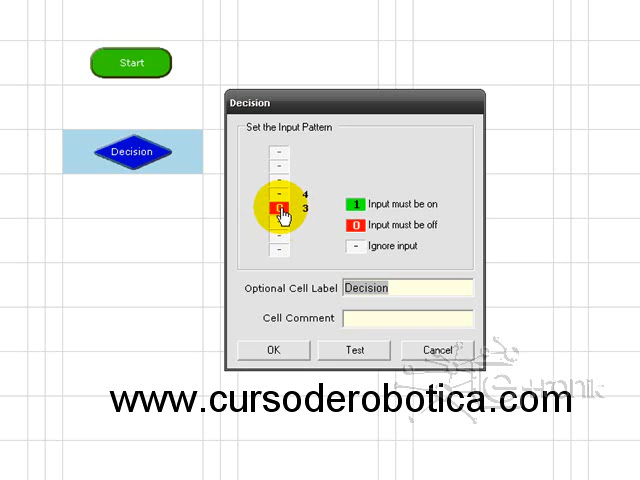 Start
Decision
Decision
Set the Input Pattern
-
-
-
- 4
0 3
-
-
1 Input must be on
0 Input must be off
- Ignore input
Optional Cell Label Decision
Cell Comment
OK Test Cancel
www.cursoderobotica.com